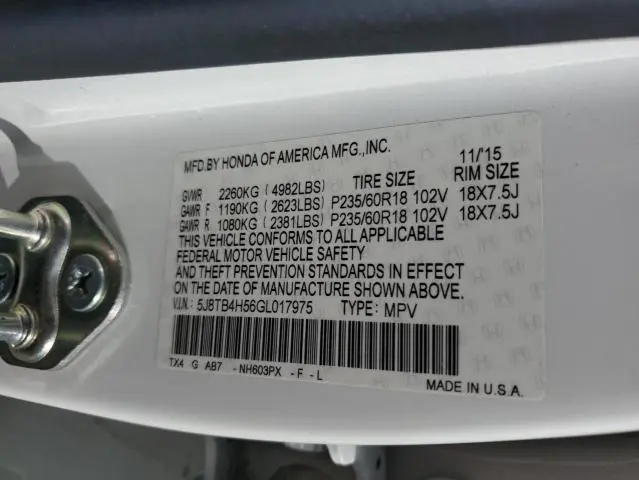 MFD.BY HONDA OF AMERICA MFG.,INC. 11/'15
GVWR 2260KG (4982LBS) TIRE SIZE RIM SIZE
GAWR F 1190KG (2623LBS) P235/60R18 102V 18X7.5J
GAWR R 1080KG (2381LBS) P235/60R18 102V 18X7.5J
THIS VEHICLE CONFORMS TO ALL APPLICABLE
FEDERAL MOTOR VEHICLE SAFETY
AND THEFT PREVENTION STANDARDS IN EFFECT
ON THE DATE OF MANUFACTURE SHOWN ABOVE.
V.I.N.: 5J8TB4H56GL017975 TYPE: MPV
TX4 G AB7 - NH603PX - F - L
MADE IN U.S.A.